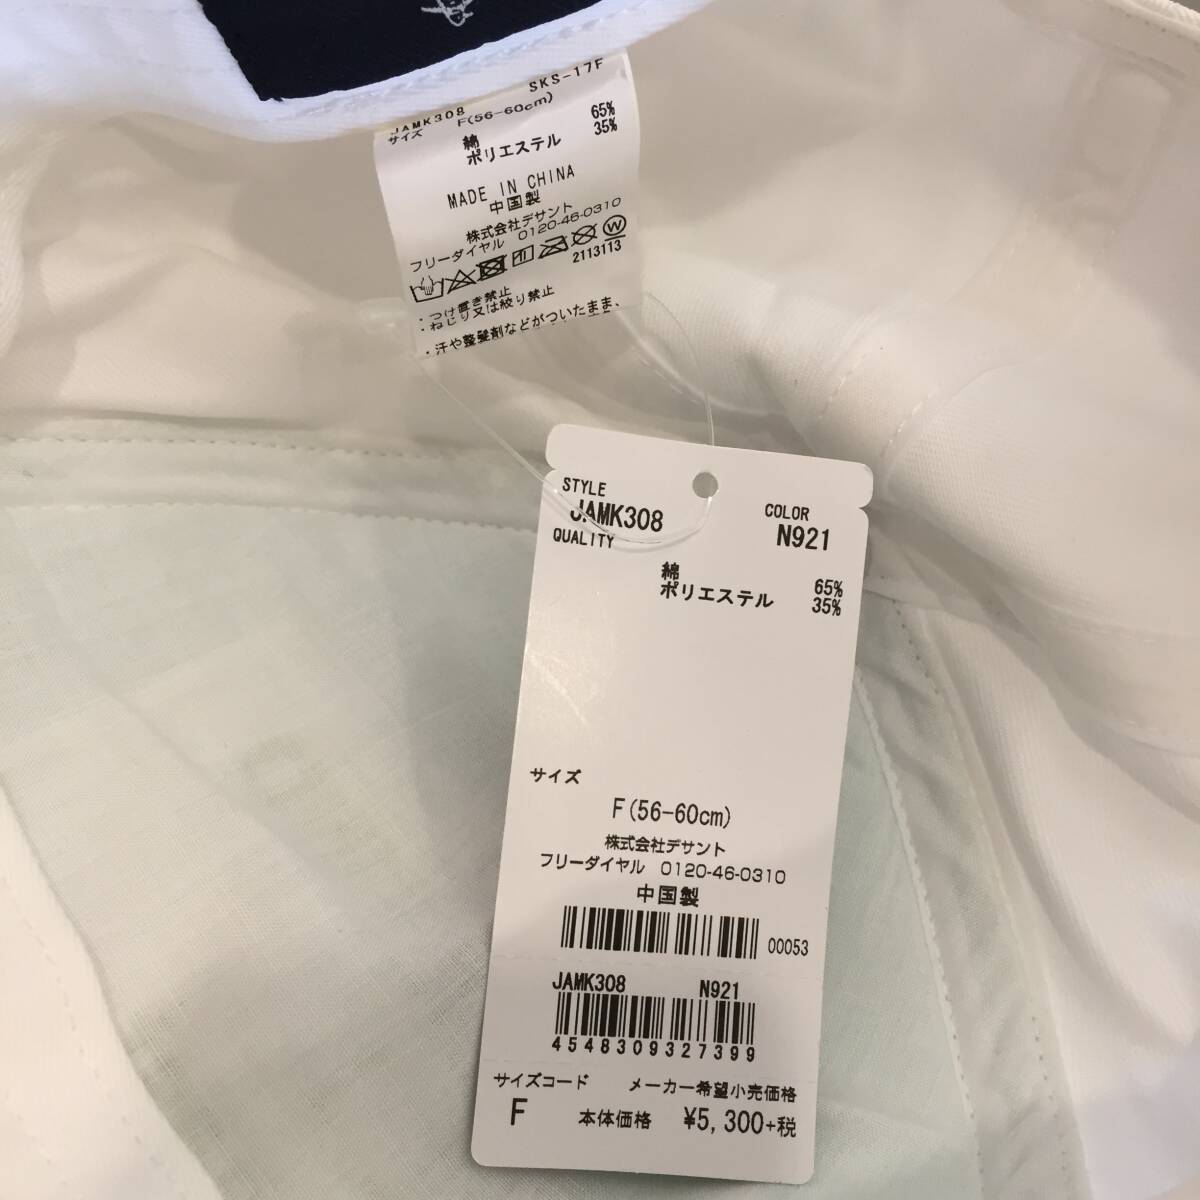 JAMK308 SKS-17F
サイズ F(56-60cm)
綿 65%
ポリエステル 35%
MADE IN CHINA
中国製
株式会社デサント
フリーダイヤル 0120-46-0310
W
2113113
・つけ置き禁止
・ねじり又は絞り禁止
・汗や整髪剤などがついたまま、
STYLE COLOR
JAMK308 N921
QUALITY
綿 65%
ポリエステル 35%
サイズ
F(56-60cm)
株式会社デサント
フリーダイヤル 0120-46-0310
中国製
00053
JAMK308 N921
4548309327399
サイズコード メーカー希望小売価格
F 本体価格 ¥5,300+税